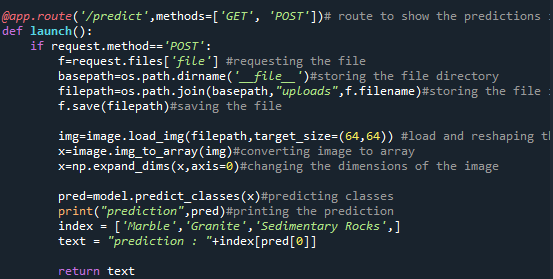 @app.route('/predict',methods=['GET', 'POST'])# route to show the predictions
def launch():
    if request.method=='POST':
        f=request.files['file'] #requesting the file
        basepath=os.path.dirname('__file__')#storing the file directory
        filepath=os.path.join(basepath,"uploads",f.filename)#storing the file
        f.save(filepath)#saving the file

        img=image.load_img(filepath,target_size=(64,64)) #load and reshaping th
        x=image.img_to_array(img)#converting image to array
        x=np.expand_dims(x,axis=0)#changing the dimensions of the image

        pred=model.predict_classes(x)#predicting classes
        print("prediction",pred)#printing the prediction
        index = ['Marble','Granite','Sedimentary Rocks',]
        text = "prediction : "+index[pred[0]]

        return text